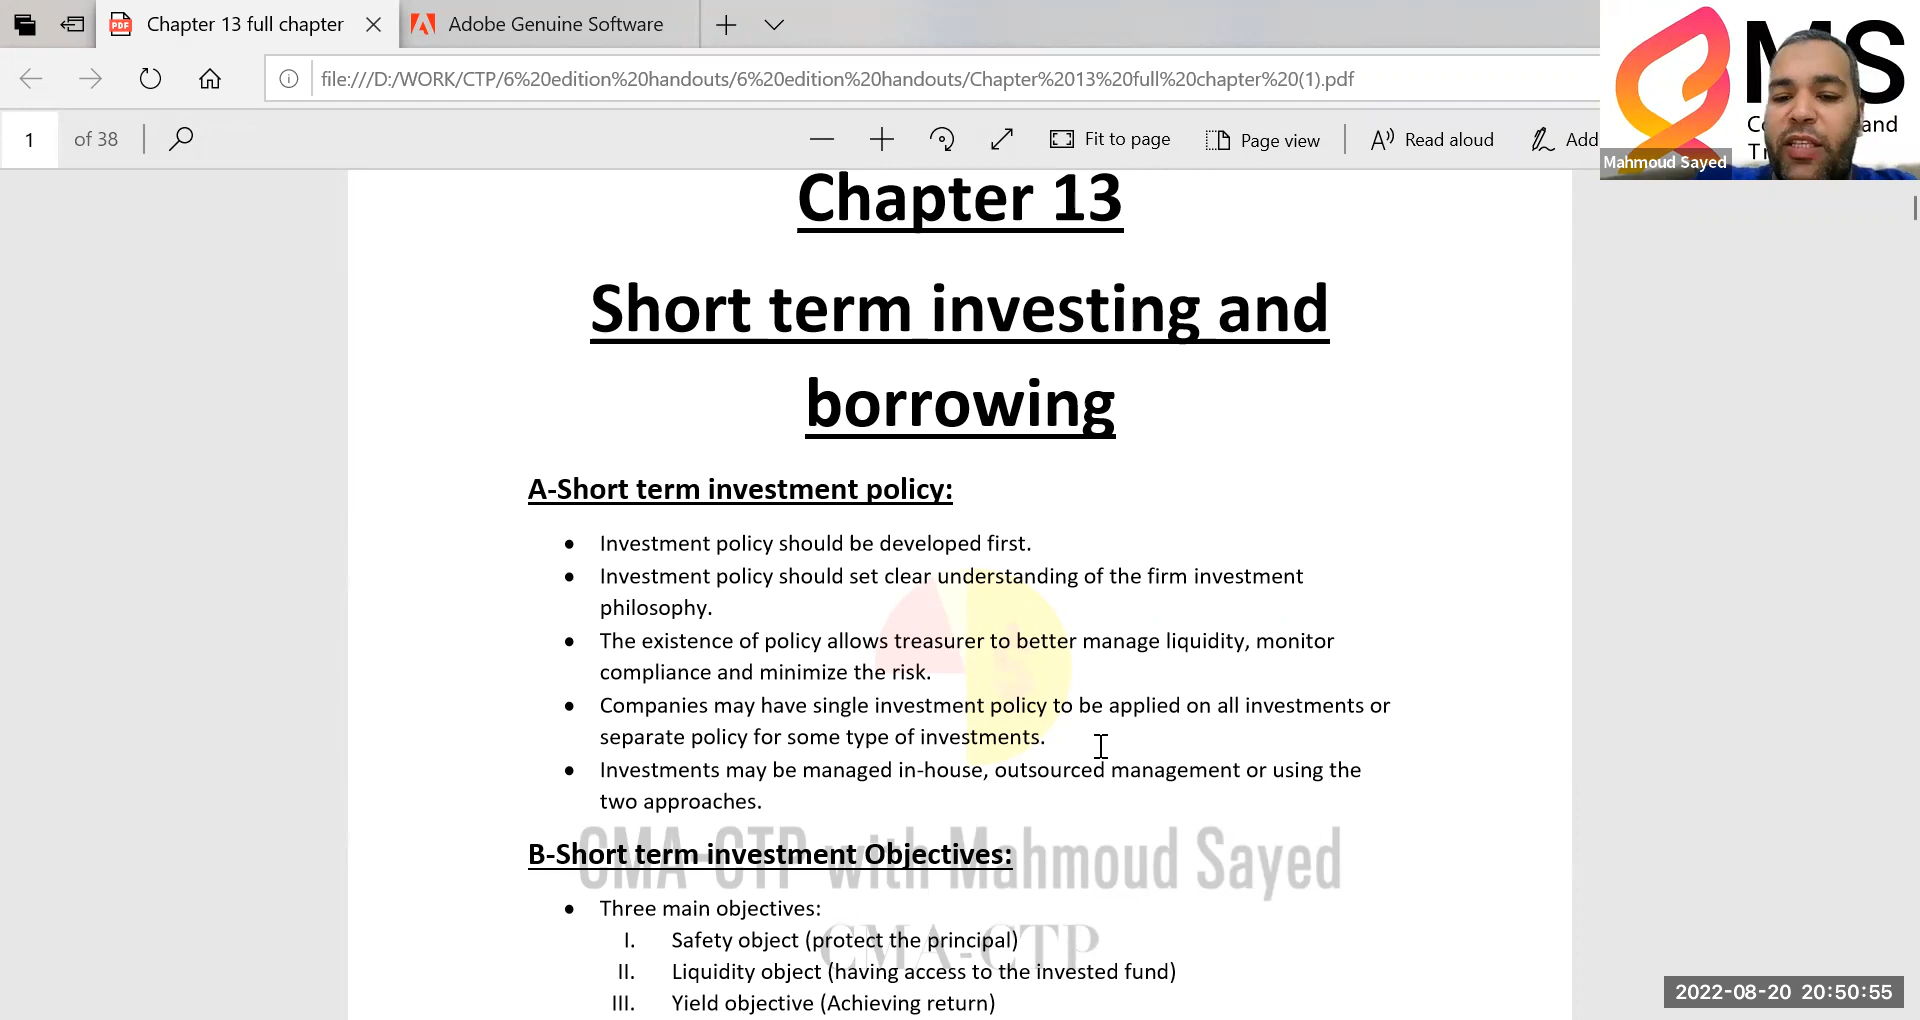 Chapter 13 full chapter
Adobe Genuine Software
file:///D:/WORK/CTP/6%20edition%20handouts/6%20edition%20handouts/Chapter%2013%20full%20chapter%20(1).pdf
1 of 38
Fit to page
Page view
Read aloud
Add
MS
and
Mahmoud Sayed
Chapter 13
Short term investing and
borrowing
A-Short term investment policy:
• Investment policy should be developed first.
• Investment policy should set clear understanding of the firm investment
philosophy.
• The existence of policy allows treasurer to better manage liquidity, monitor
compliance and minimize the risk.
• Companies may have single investment policy to be applied on all investments or
separate policy for some type of investments.
• Investments may be managed in-house, outsourced management or using the
two approaches.
CMA-CTP with Mahmoud Sayed
B-Short term investment Objectives:
• Three main objectives:
CMA-CTP
I. Safety object (protect the principal)
II. Liquidity object (having access to the invested fund)
III. Yield objective (Achieving return)
2022-08-20 20:50:55